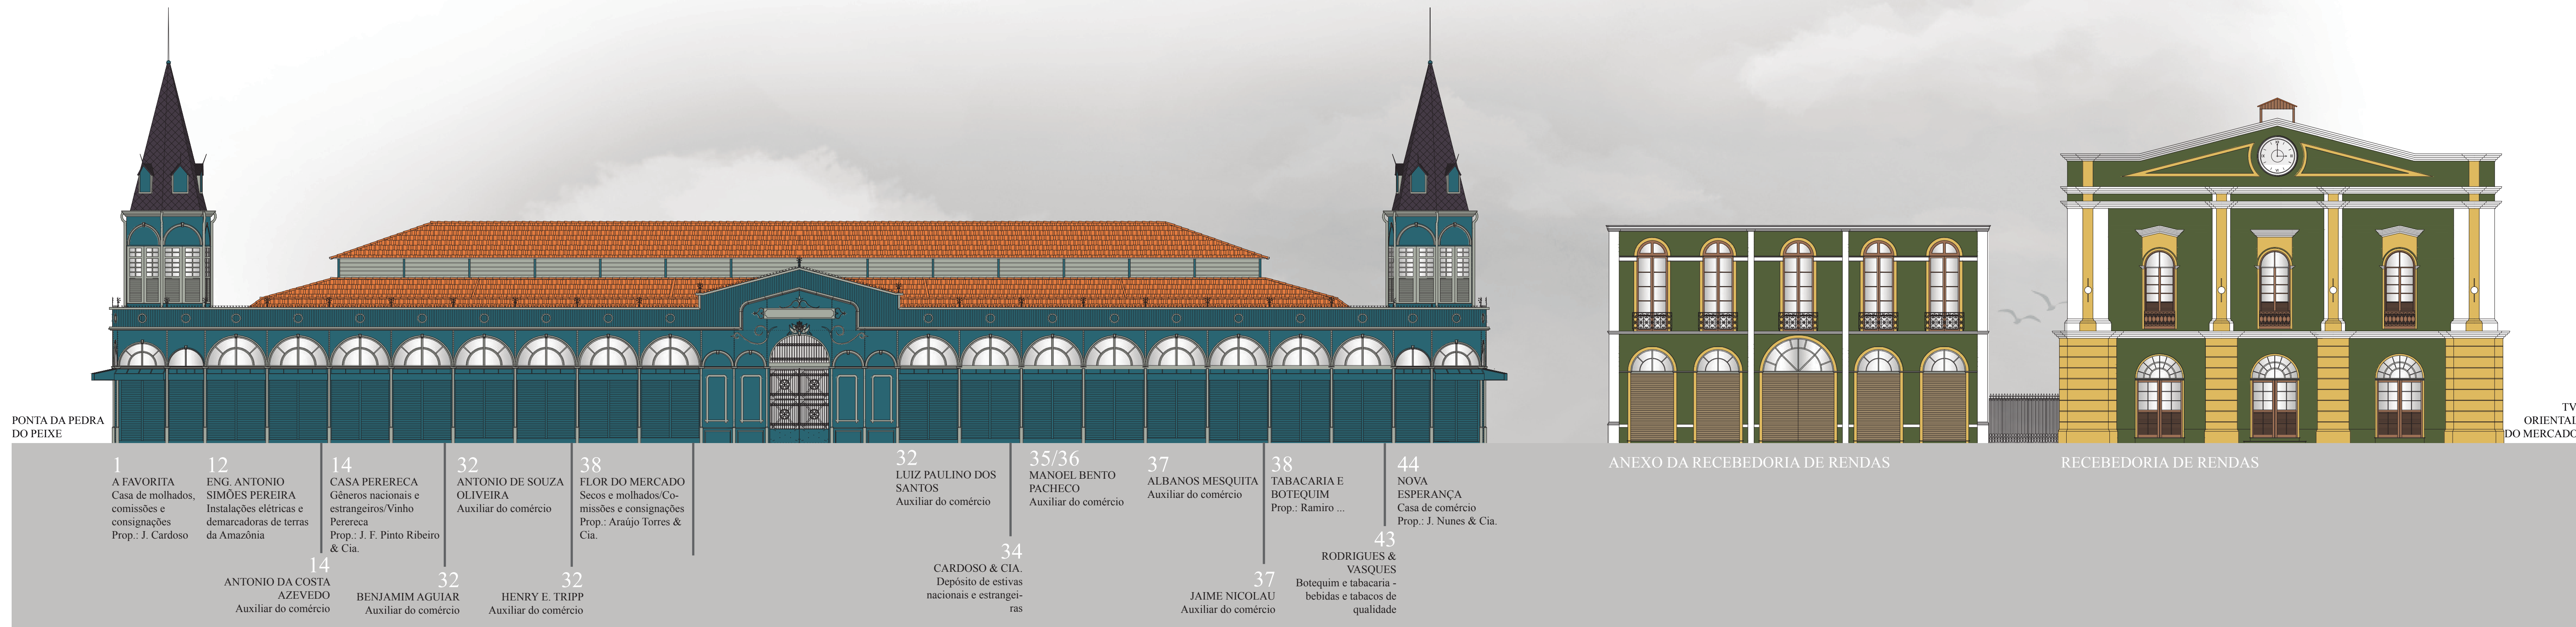 PONTA DA PEDRA
DO PEIXE
1
A FAVORITA
Casa de molhados,
comissões e
consignações
Prop.: J. Cardoso
12
ENG. ANTONIO
SIMÕES PEREIRA
Instalações elétricas e
demarcadoras de terras
da Amazônia
14
ANTONIO DA COSTA
AZEVEDO
Auxiliar do comércio
14
CASA PERERECA
Gêneros nacionais e
estrangeiros/Vinho
Perereca
Prop.: J. F. Pinto Ribeiro
& Cia.
32
BENJAMIM AGUIAR
Auxiliar do comércio
32
ANTONIO DE SOUZA
OLIVEIRA
Auxiliar do comércio
32
HENRY E. TRIPP
Auxiliar do comércio
38
FLOR DO MERCADO
Secos e molhados/Co-
missões e consignações
Prop.: Araújo Torres &
Cia.
32
LUIZ PAULINO DOS
SANTOS
Auxiliar do comércio
34
CARDOSO & CIA.
Depósito de estivas
nacionais e estrangei-
ras
35/36
MANOEL BENTO
PACHECO
Auxiliar do comércio
37
ALBANOS MESQUITA
Auxiliar do comércio
37
JAIME NICOLAU
Auxiliar do comércio
38
TABACARIA E
BOTEQUIM
Prop.: Ramiro ...
43
RODRIGUES &
VASQUES
Botequim e tabacaria -
bebidas e tabacos de
qualidade
44
NOVA
ESPERANÇA
Casa de comércio
Prop.: J. Nunes & Cia.
ANEXO DA RECEBEDORIA DE RENDAS
RECEBEDORIA DE RENDAS
TV
ORIENTAL
DO MERCADO